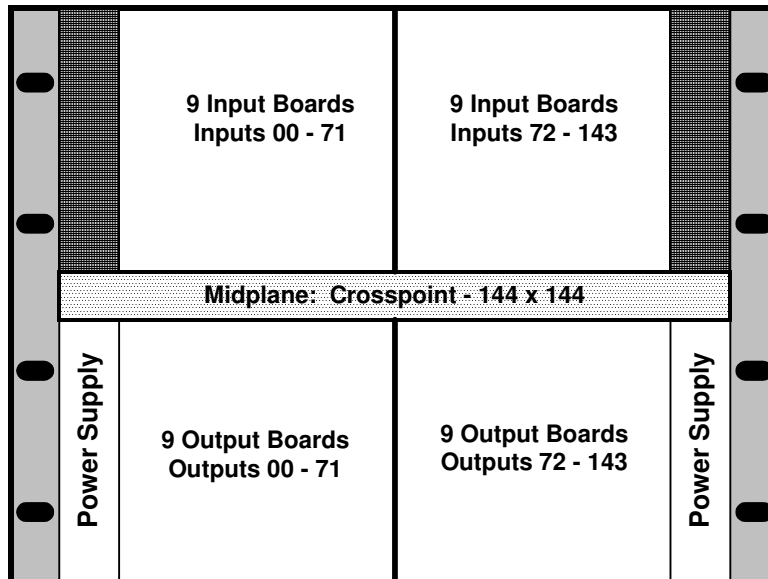 9 Input Boards
Inputs 00 - 71
9 Input Boards
Inputs 72 - 143
Midplane:  Crosspoint - 144 x 144
Power Supply
9 Output Boards
Outputs 00 - 71
9 Output Boards
Outputs 72 - 143
Power Supply